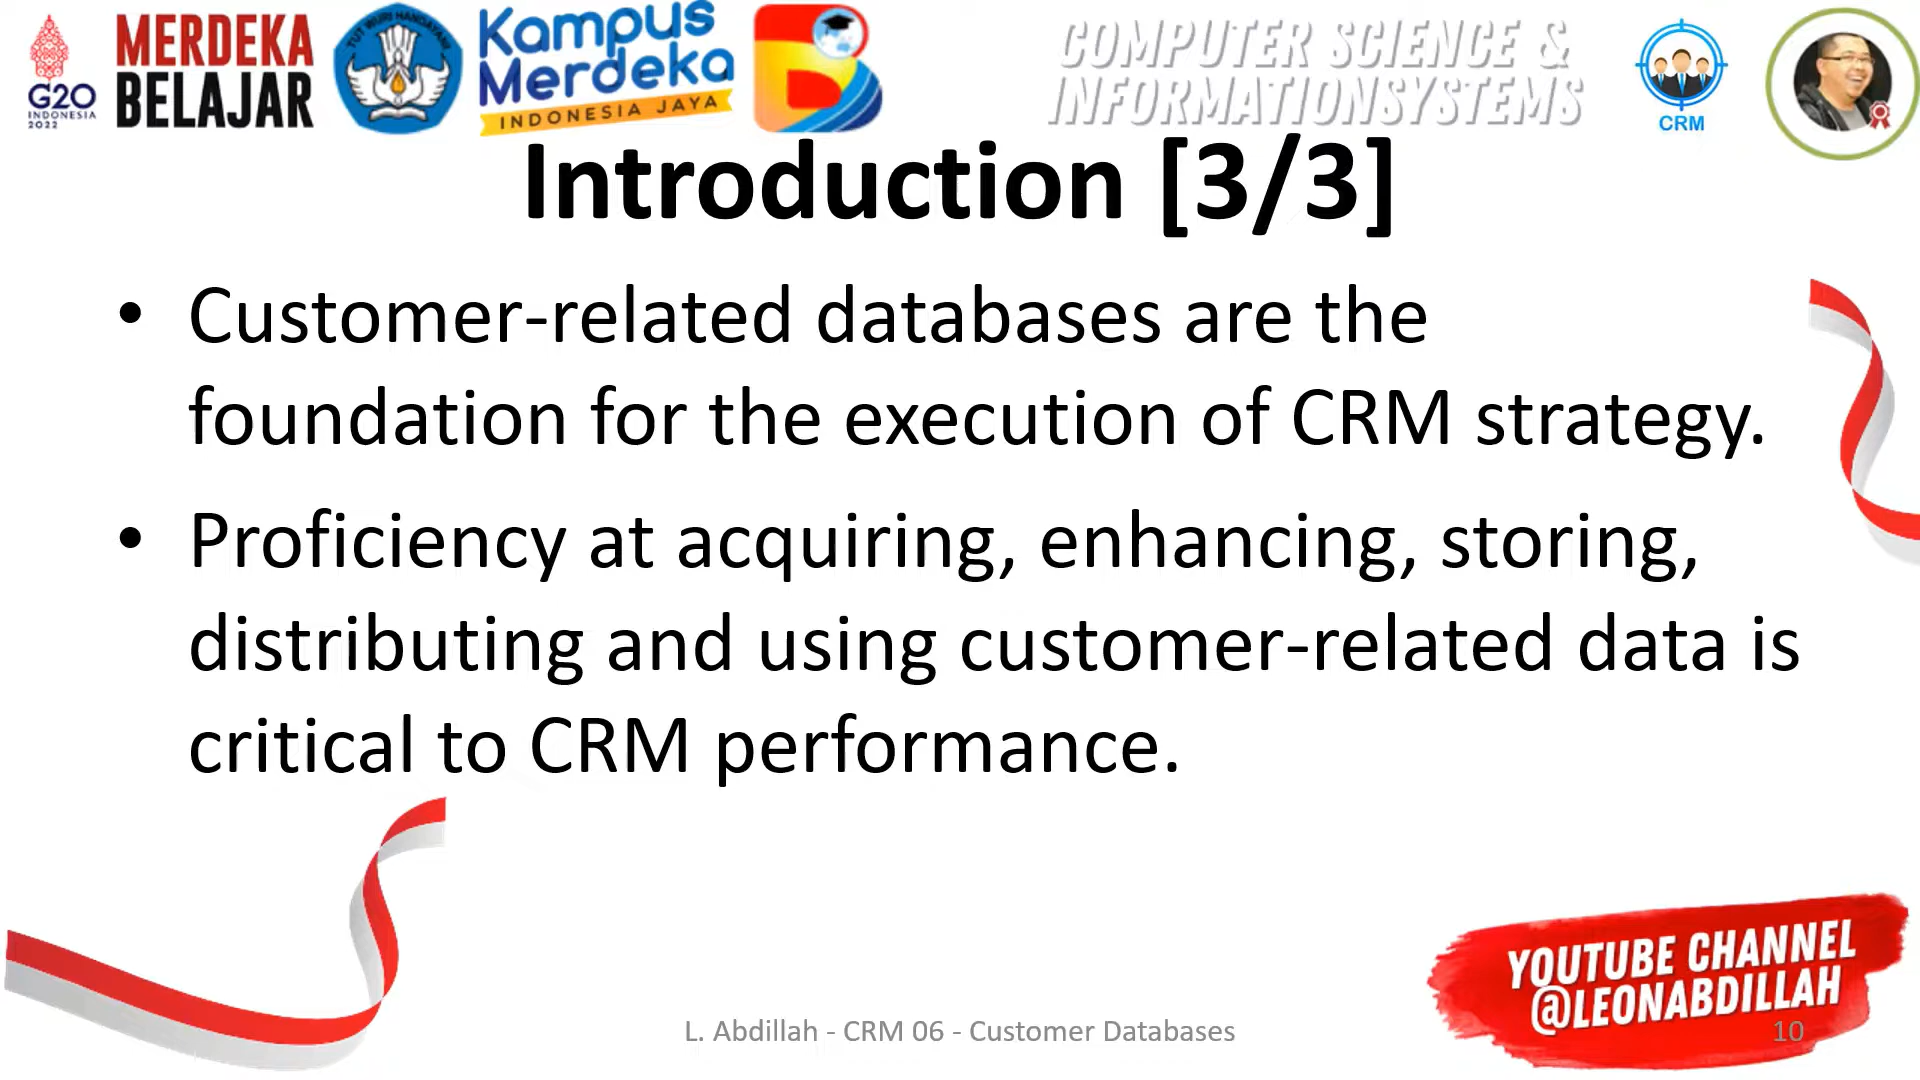 G20
INDONESIA
2022
MERDEKA
BELAJAR
TUT WURI HANDAYANI
Kampus
Merdeka
INDONESIA JAYA
COMPUTER SCIENCE &
INFORMATIONSYSTEMS
CRM
Introduction [3/3]
• Customer-related databases are the
foundation for the execution of CRM strategy.
• Proficiency at acquiring, enhancing, storing,
distributing and using customer-related data is
critical to CRM performance.
YOUTUBE CHANNEL
@LEONABDILLAH
L. Abdillah - CRM 06 - Customer Databases
10